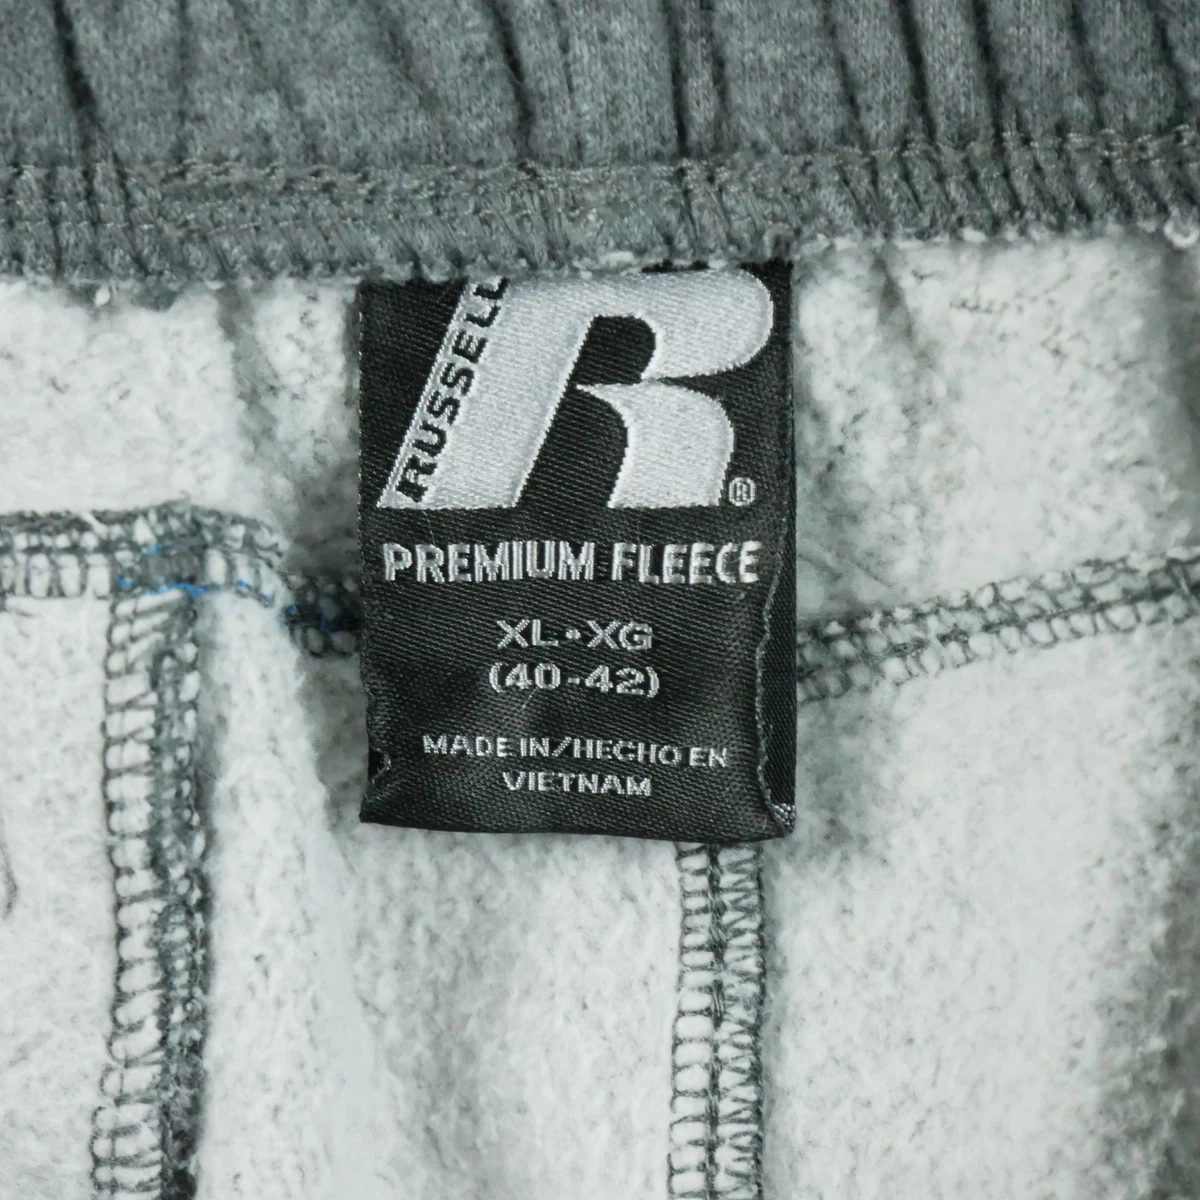 RUSSELL
R®
PREMIUM FLEECE
XL•XG
(40-42)
MADE IN/HECHO EN
VIETNAM